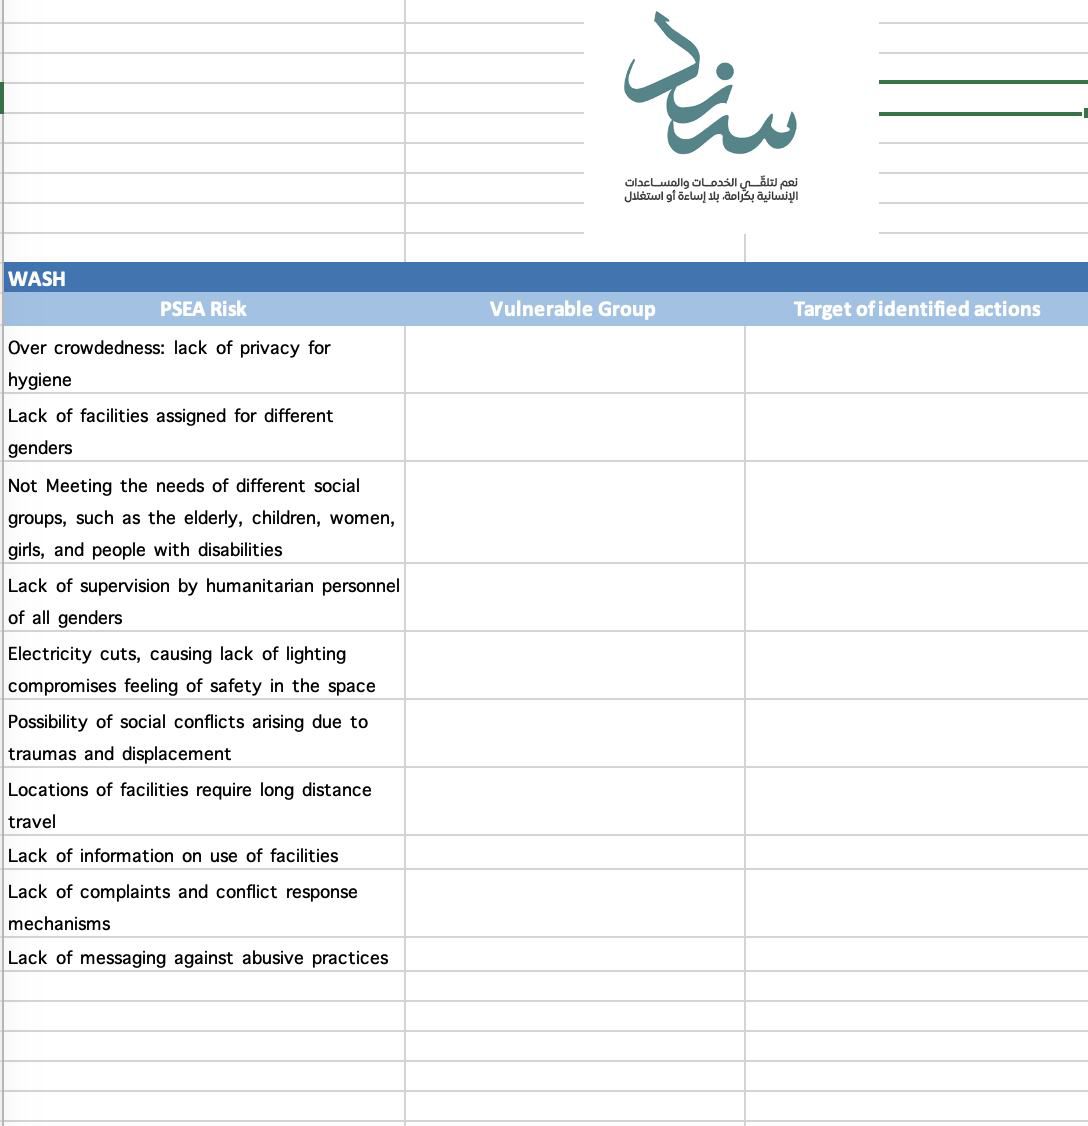 سند
نعم لتلقّي الخدمات والمساعدات
الإنسانية بكرامة، بلا إساءة أو استغلال
WASH
PSEA Risk Vulnerable Group Target of identified actions
Over crowdedness: lack of privacy for
hygiene
Lack of facilities assigned for different
genders
Not Meeting the needs of different social
groups, such as the elderly, children, women,
girls, and people with disabilities
Lack of supervision by humanitarian personnel
of all genders
Electricity cuts, causing lack of lighting
compromises feeling of safety in the space
Possibility of social conflicts arising due to
traumas and displacement
Locations of facilities require long distance
travel
Lack of information on use of facilities
Lack of complaints and conflict response
mechanisms
Lack of messaging against abusive practices